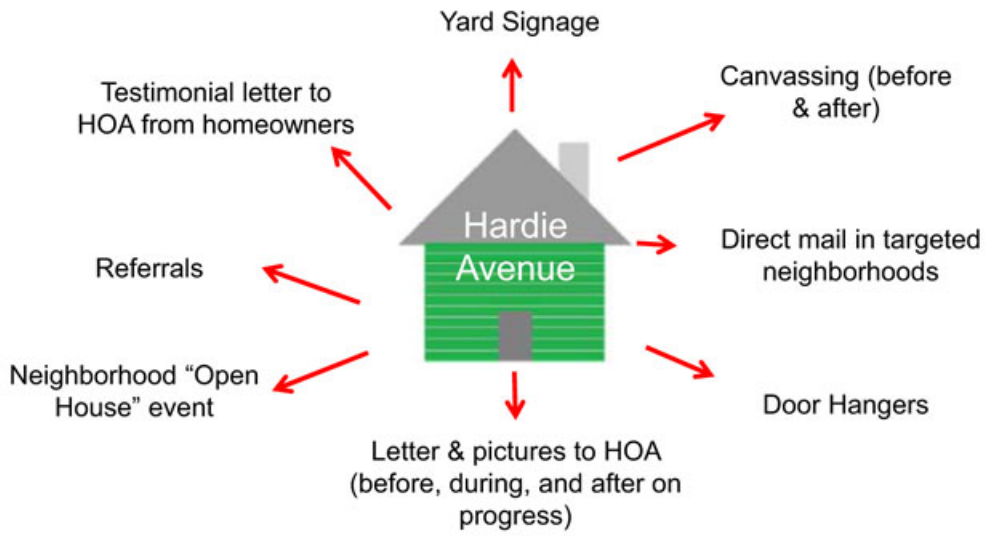 Yard Signage
Testimonial letter to
HOA from homeowners
Canvassing (before
& after)
Hardie
Avenue
Referrals
Direct mail in targeted
neighborhoods
Neighborhood “Open
House” event
Door Hangers
Letter & pictures to HOA
(before, during, and after on
progress)